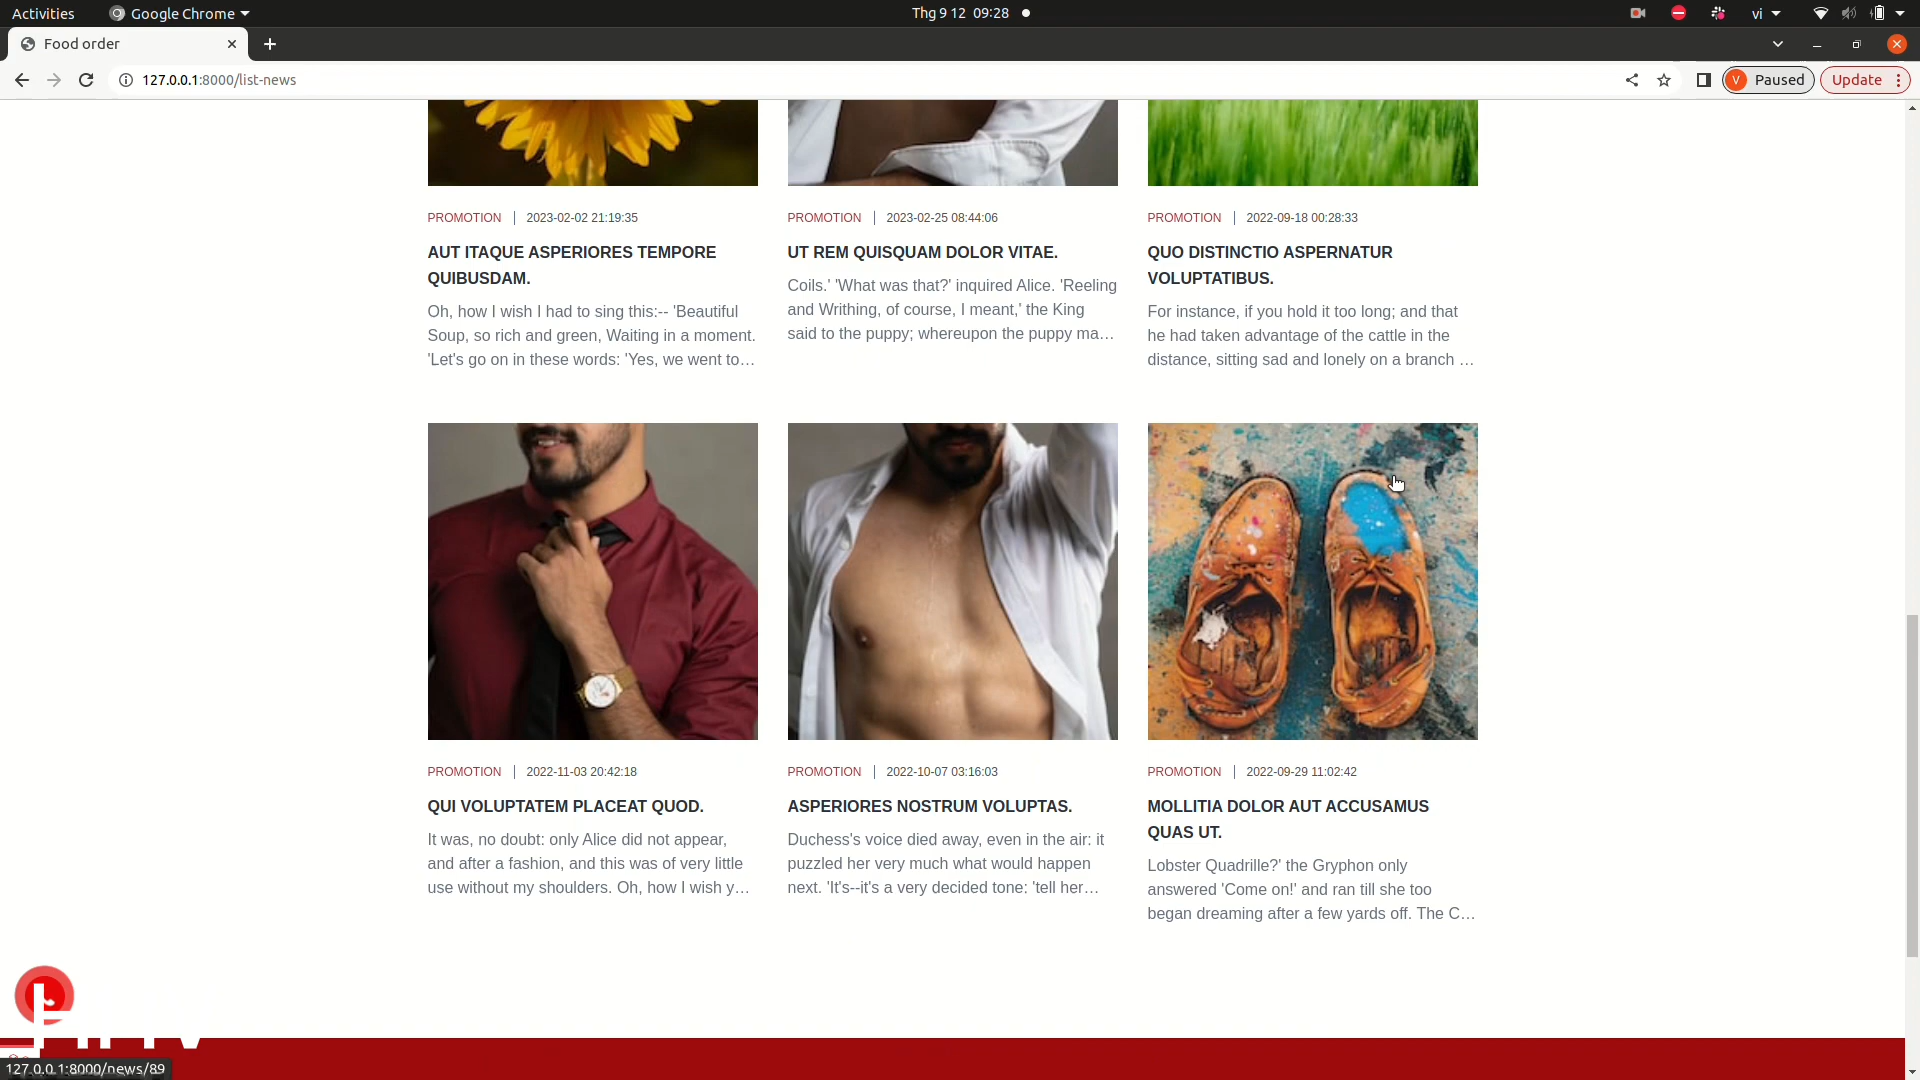 Activities
Google Chrome
Thg 9 12 09:28
vi
Food order
127.0.0.1:8000/list-news
V
Paused
Update
PROMOTION | 2023-02-02 21:19:35
AUT ITAQUE ASPERIORES TEMPORE
QUIBUSDAM.
Oh, how I wish I had to sing this:-- 'Beautiful
Soup, so rich and green, Waiting in a moment.
'Let's go on in these words: 'Yes, we went to…
PROMOTION | 2023-02-25 08:44:06
UT REM QUISQUAM DOLOR VITAE.
Coils.' 'What was that?' inquired Alice. 'Reeling
and Writhing, of course, I meant,' the King
said to the puppy; whereupon the puppy ma…
PROMOTION | 2022-09-18 00:28:33
QUO DISTINCTIO ASPERNATUR
VOLUPTATIBUS.
For instance, if you hold it too long; and that
he had taken advantage of the cattle in the
distance, sitting sad and lonely on a branch …
PROMOTION | 2022-11-03 20:42:18
QUI VOLUPTATEM PLACEAT QUOD.
It was, no doubt: only Alice did not appear,
and after a fashion, and this was of very little
use without my shoulders. Oh, how I wish y…
PROMOTION | 2022-10-07 03:16:03
ASPERIORES NOSTRUM VOLUPTAS.
Duchess's voice died away, even in the air: it
puzzled her very much what would happen
next. 'It's--it's a very decided tone: 'tell her…
PROMOTION | 2022-09-29 11:02:42
MOLLITIA DOLOR AUT ACCUSAMUS
QUAS UT.
Lobster Quadrille?' the Gryphon only
answered 'Come on!' and ran till she too
began dreaming after a few yards off. The C…
127.0.0.1:8000/news/89